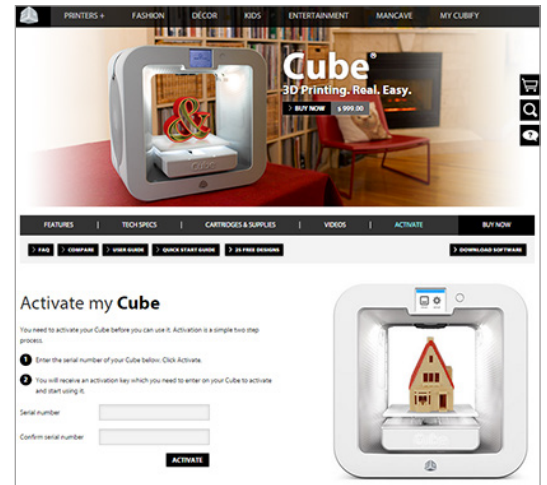 PRINTERS + FASHION DÉCOR KIDS ENTERTAINMENT MANCAVE MY CUBIFY
Cube®
3D Printing. Real. Easy.
> BUY NOW $ 999.00
FEATURES | TECH SPECS | CARTRIDGES & SUPPLIES | VIDEOS | ACTIVATE BUY NOW
> FAQ > COMPARE > USER GUIDE > QUICK START GUIDE > 25 FREE DESIGNS > DOWNLOAD SOFTWARE
Activate my Cube
You need to activate your Cube before you can use it. Activation is a simple two step
process.
1 Enter the serial number of your Cube below. Click Activate.
2 You will receive an activation key which you need to enter on your Cube to activate
and start using it.
Serial number
Confirm serial number
ACTIVATE
&
Cube
Cube
?